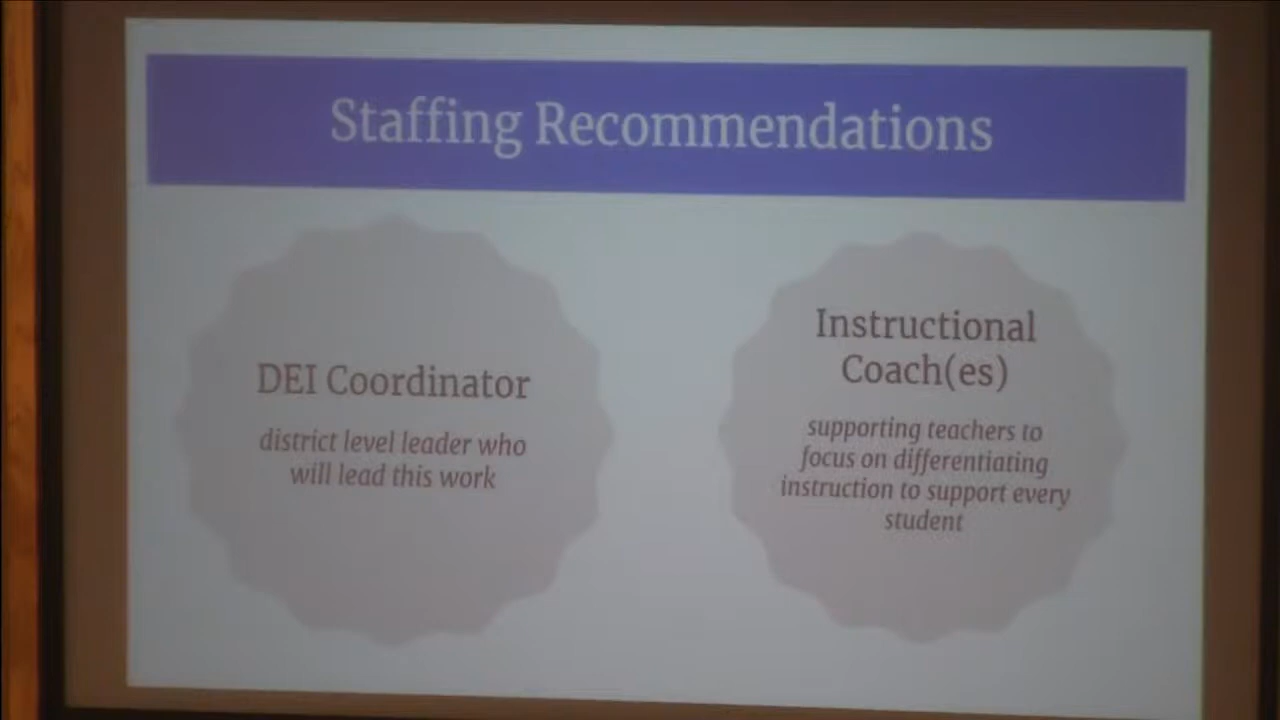 Staffing Recommendations
DEI Coordinator
district level leader who
will lead this work
Instructional
Coach(es)
supporting teachers to
focus on differentiating
instruction to support every
student